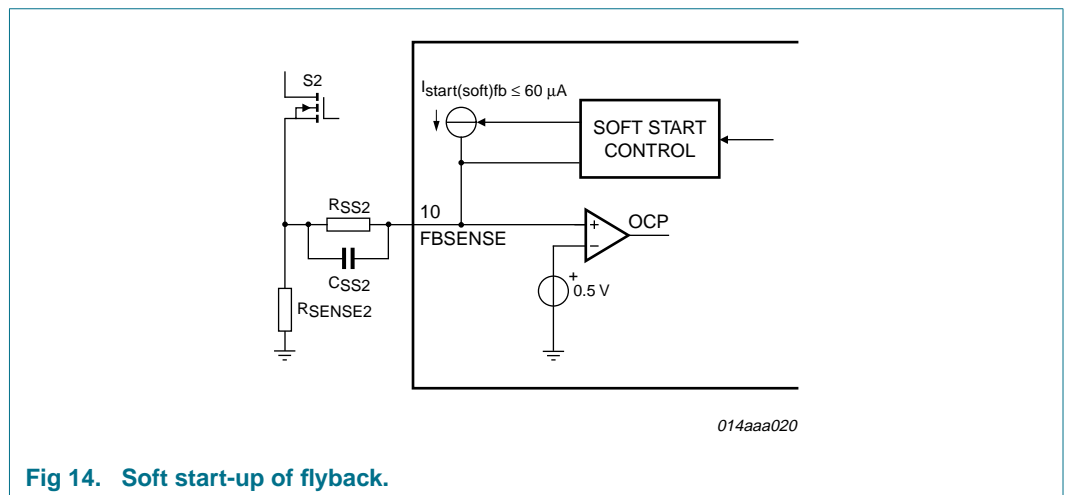 S2
Istart(soft)fb ≤ 60 μA
SOFT START
CONTROL
RSS2
10
FBSENSE
OCP
+
−
CSS2
+
0.5 V
RSENSE2
014aaa020
Fig 14. Soft start-up of flyback.